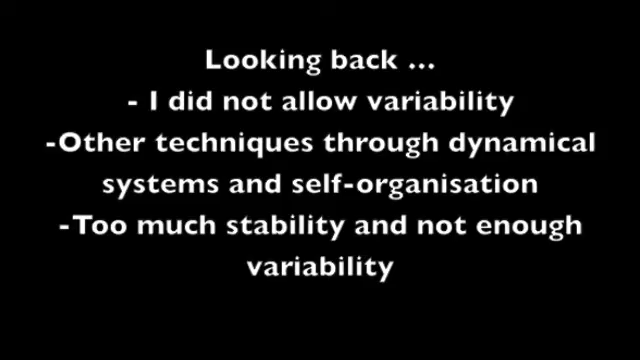 Looking back ...
- I did not allow variability
-Other techniques through dynamical
systems and self-organisation
-Too much stability and not enough
variability